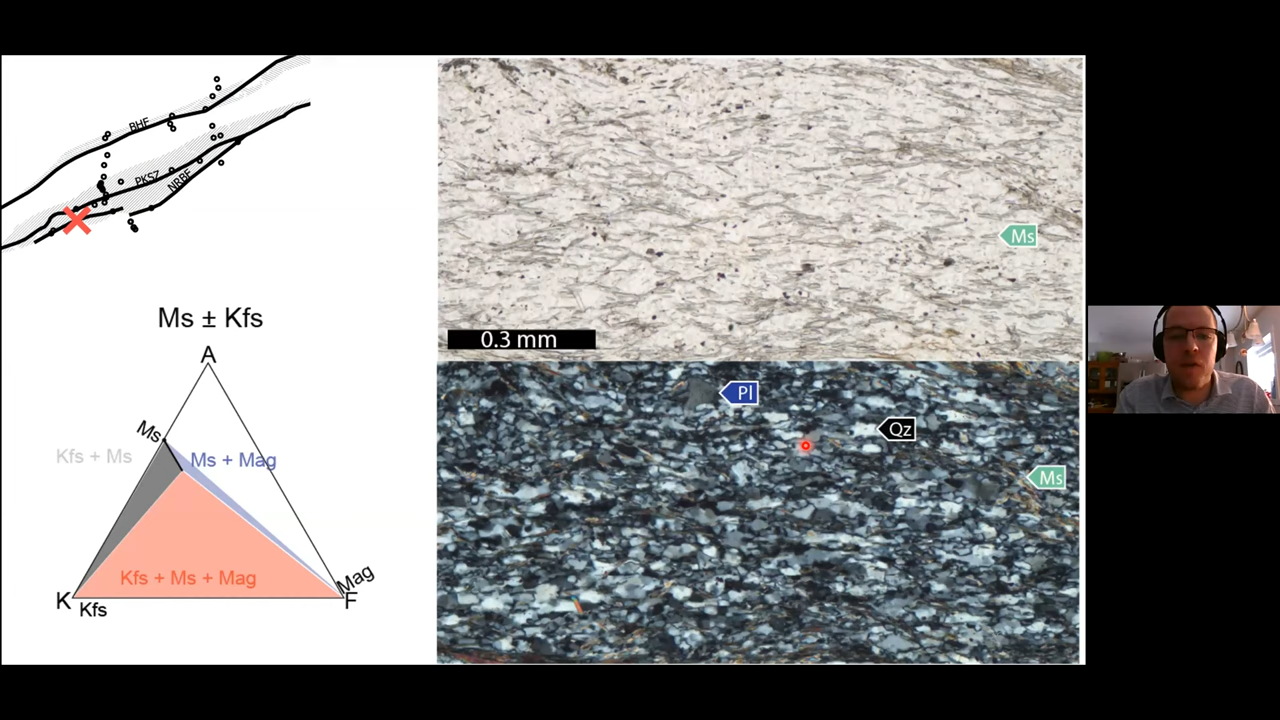 BHF
PKSZ
NRBF
Ms
0.3 mm
Ms ± Kfs
A
Pl
Qz
Ms
Kfs + Ms
Ms + Mag
Ms
Kfs + Ms + Mag
Mag
K
F
Kfs